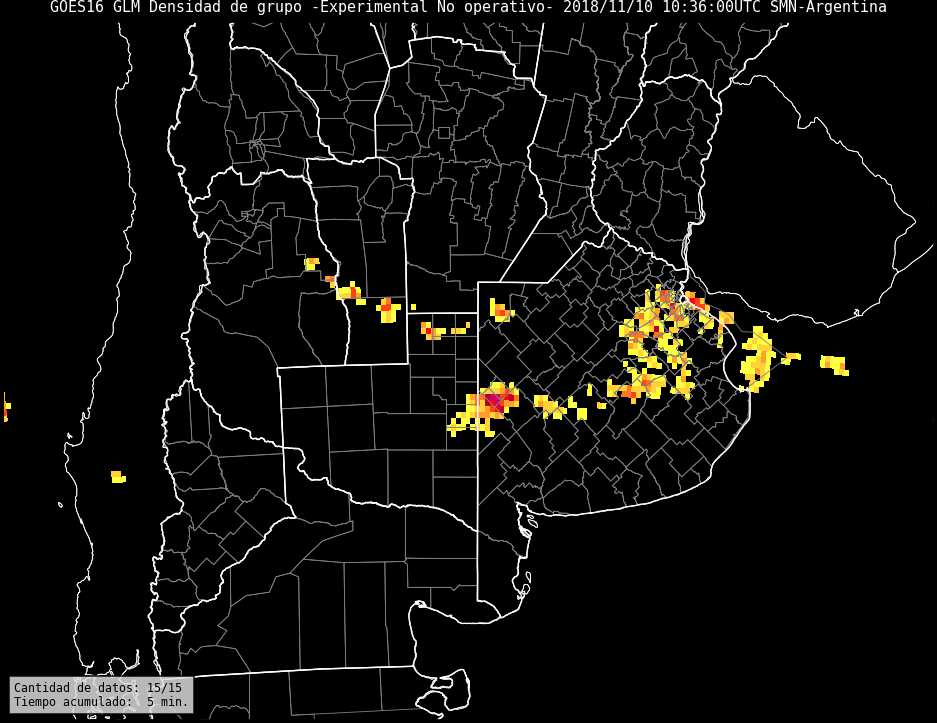 GOES16 GLM Densidad de grupo -Experimental No operativo- 2018/11/10 10:36:00UTC SMN-Argentina
Cantidad de datos: 15/15
Tiempo acumulado:  5 min.